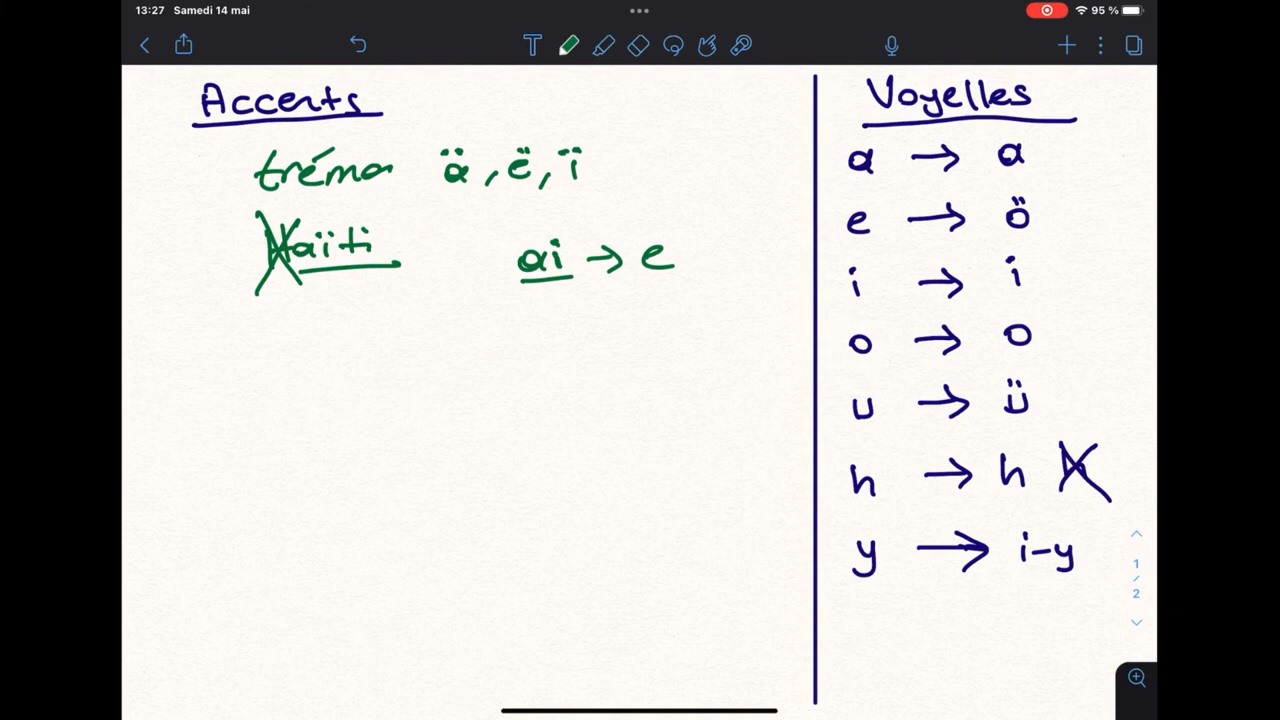 13:27 Samedi 14 mai
95 %
Accents
tréma ä, ë, ï
Haïti ai → e
Voyelles
a → a
e → ö
i → i
o → o
u → ü
h → h X
y → i-y
1
/
2